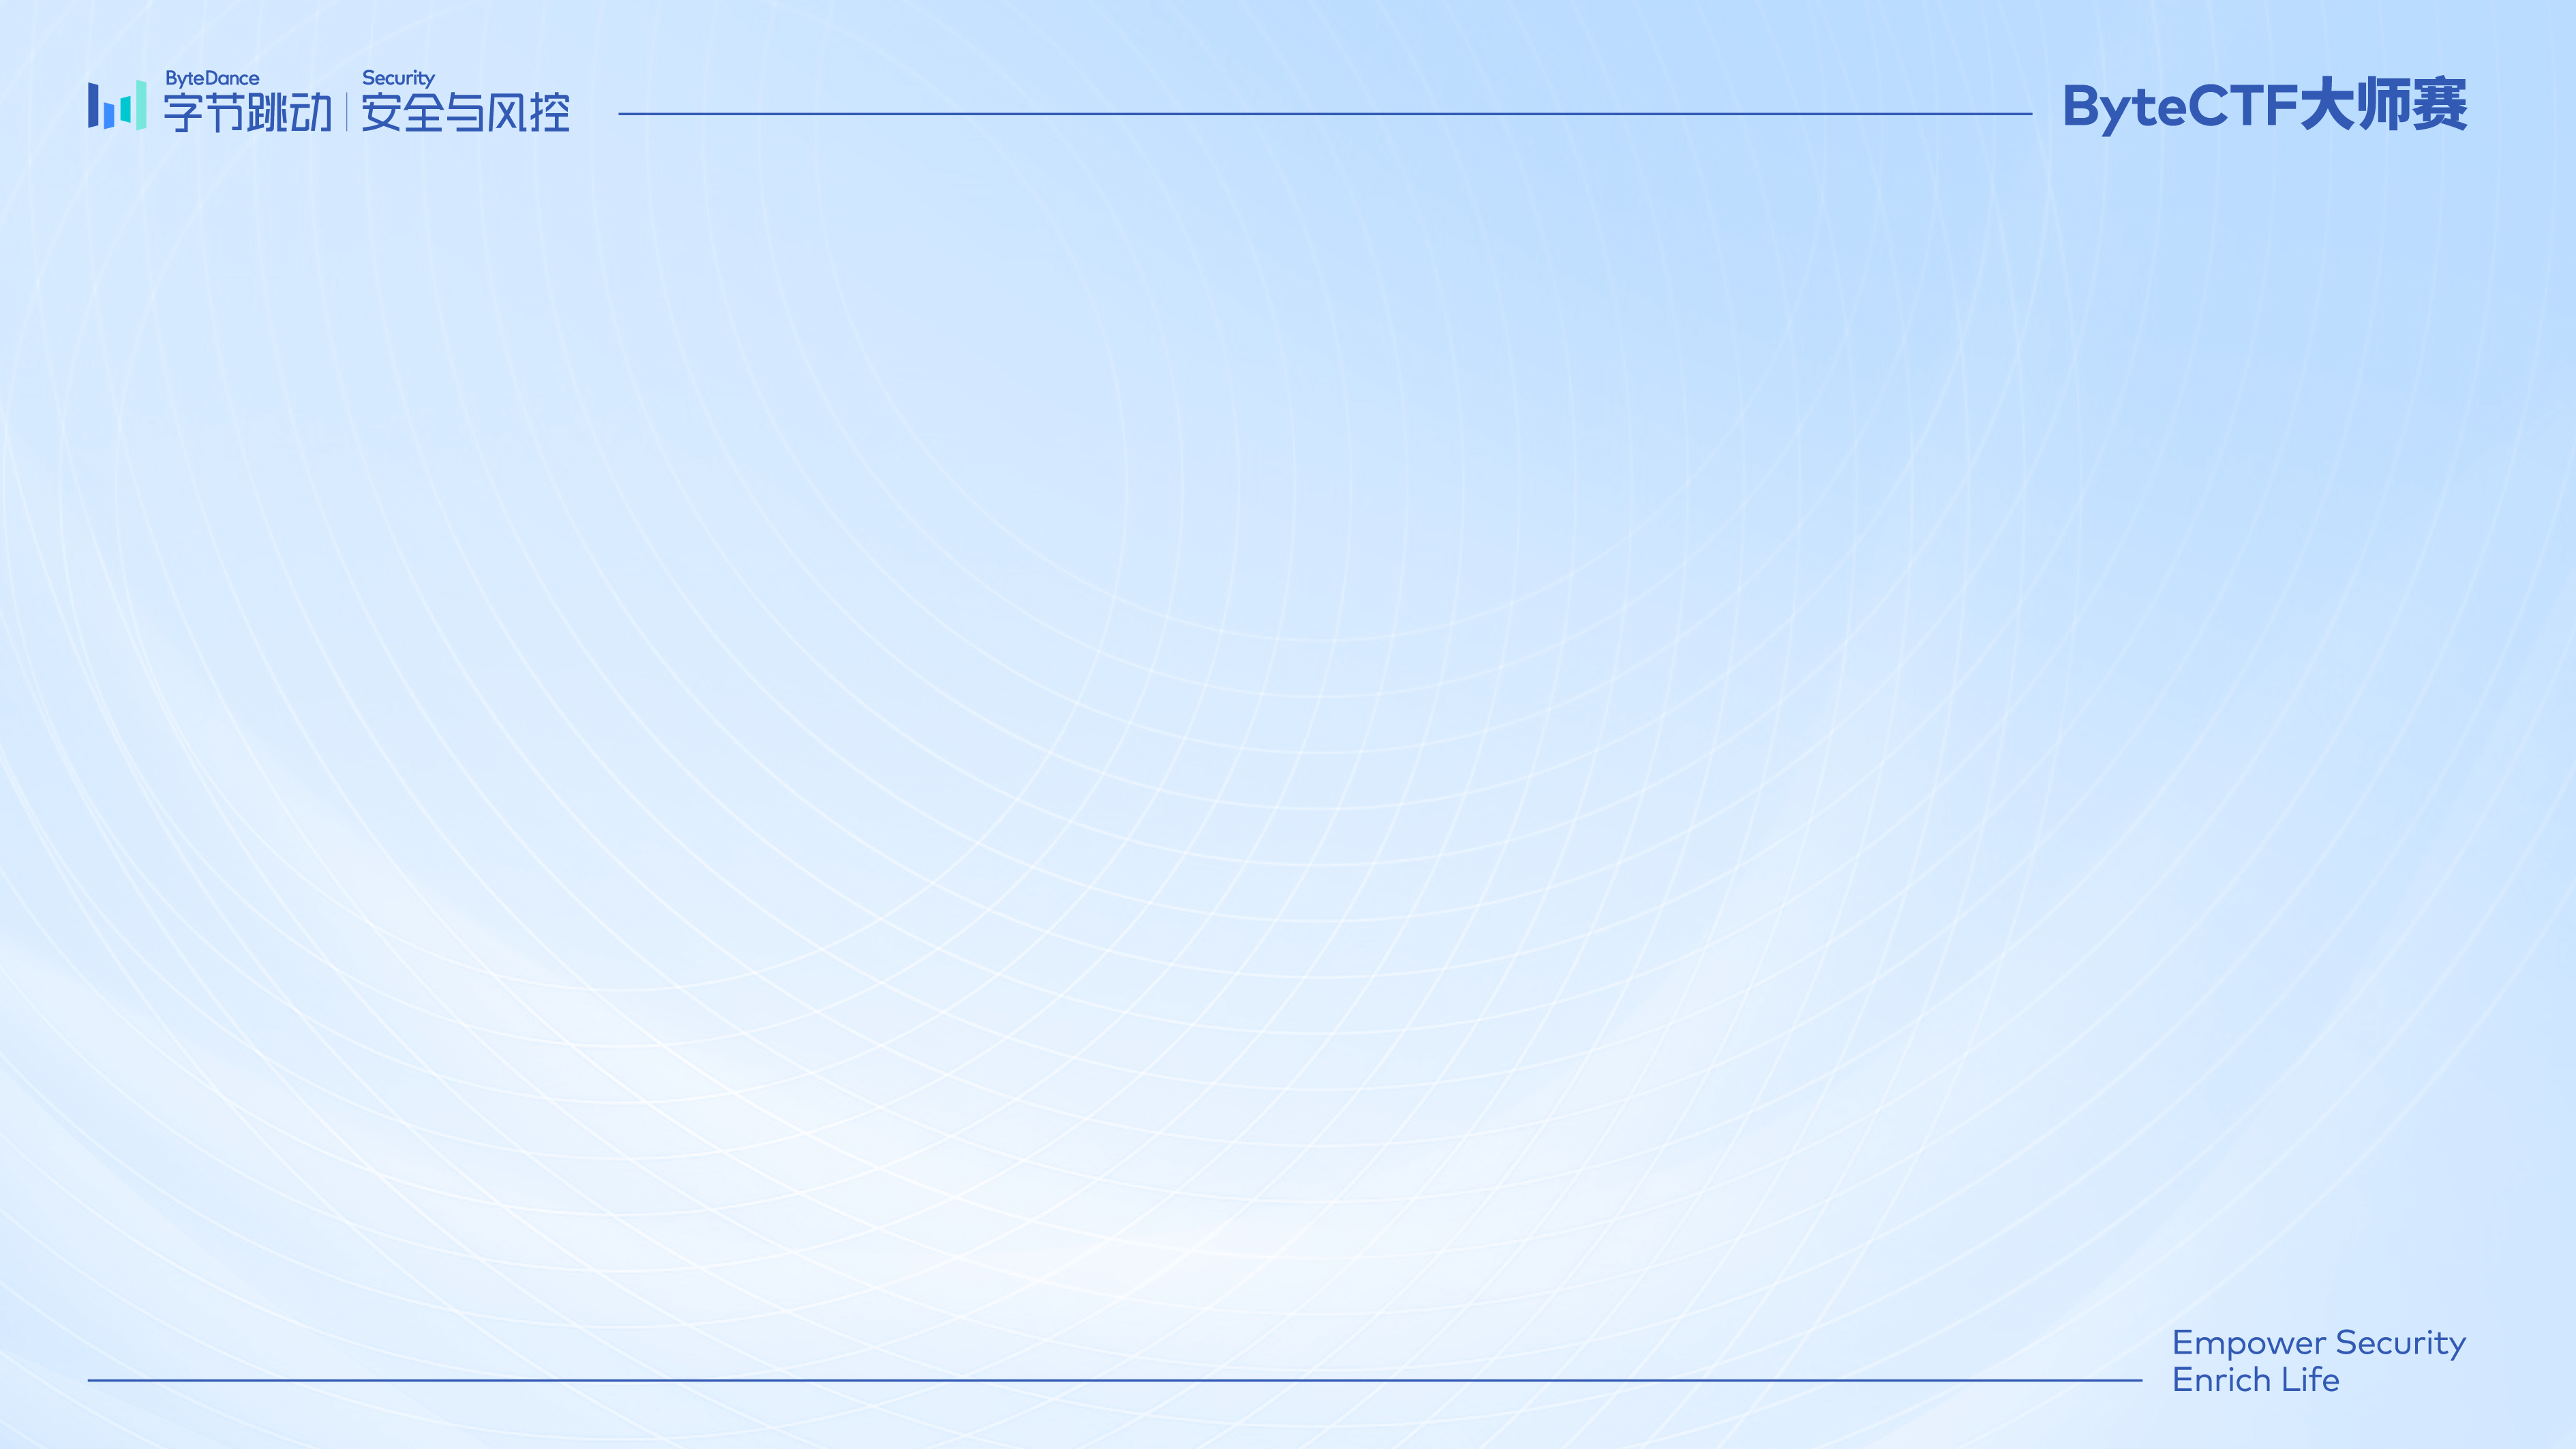 ByteDance
字节跳动
Security
安全与风控
ByteCTF大师赛
Empower Security
Enrich Life